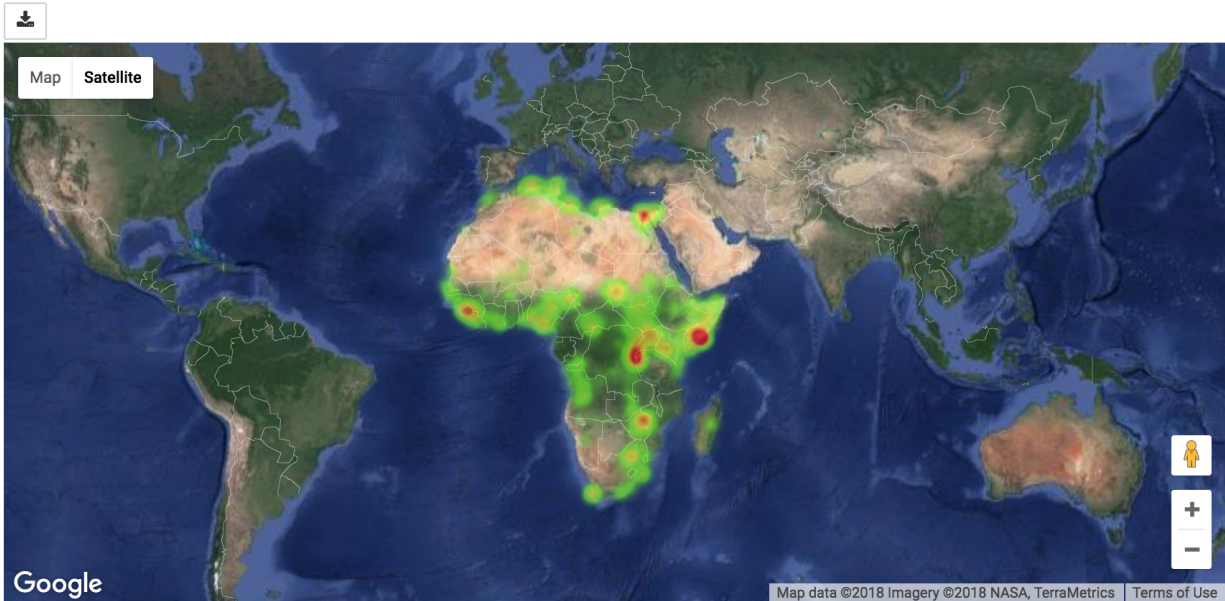 Map Satellite
Google
Map data ©2018 Imagery ©2018 NASA, TerraMetrics Terms of Use